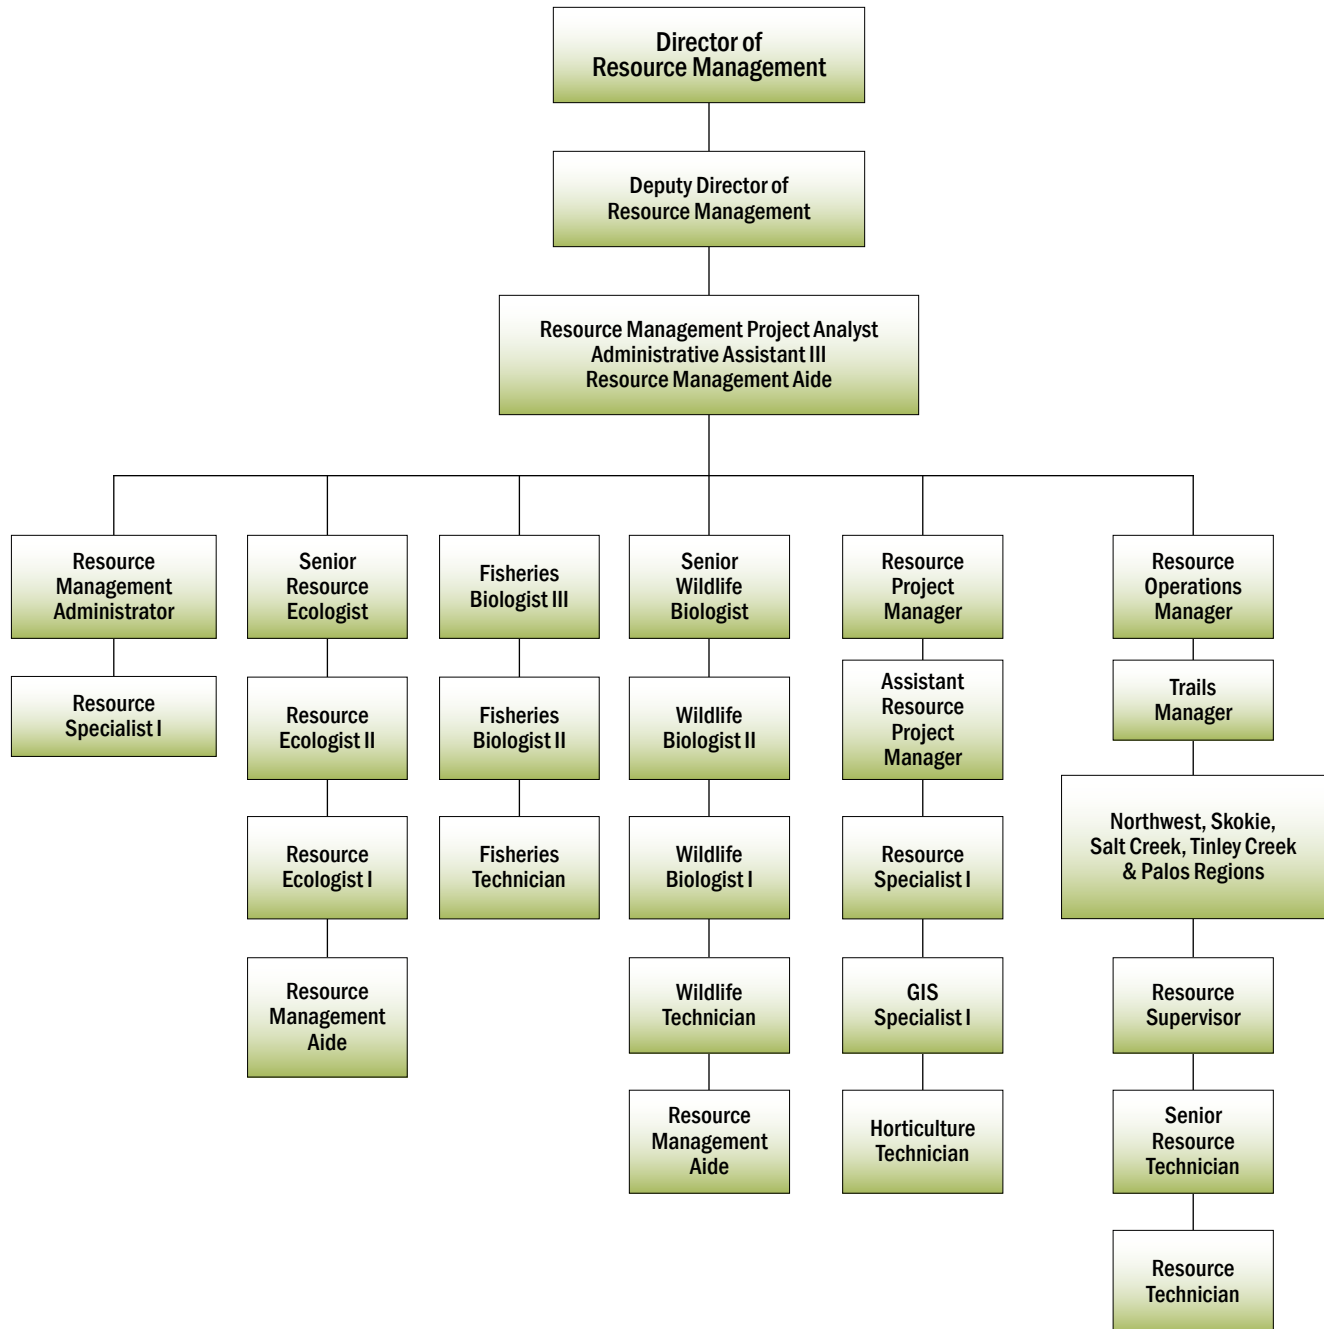 Director of
Resource Management
Deputy Director of
Resource Management
Resource Management Project Analyst
Administrative Assistant III
Resource Management Aide
Resource
Management
Administrator
Resource
Specialist I
Senior
Resource
Ecologist
Resource
Ecologist II
Resource
Ecologist I
Resource
Management
Aide
Fisheries
Biologist III
Fisheries
Biologist II
Fisheries
Technician
Senior
Wildlife
Biologist
Wildlife
Biologist II
Wildlife
Biologist I
Wildlife
Technician
Resource
Management
Aide
Resource
Project
Manager
Assistant
Resource
Project
Manager
Resource
Specialist I
GIS
Specialist I
Horticulture
Technician
Resource
Operations
Manager
Trails
Manager
Northwest, Skokie,
Salt Creek, Tinley Creek
& Palos Regions
Resource
Supervisor
Senior
Resource
Technician
Resource
Technician